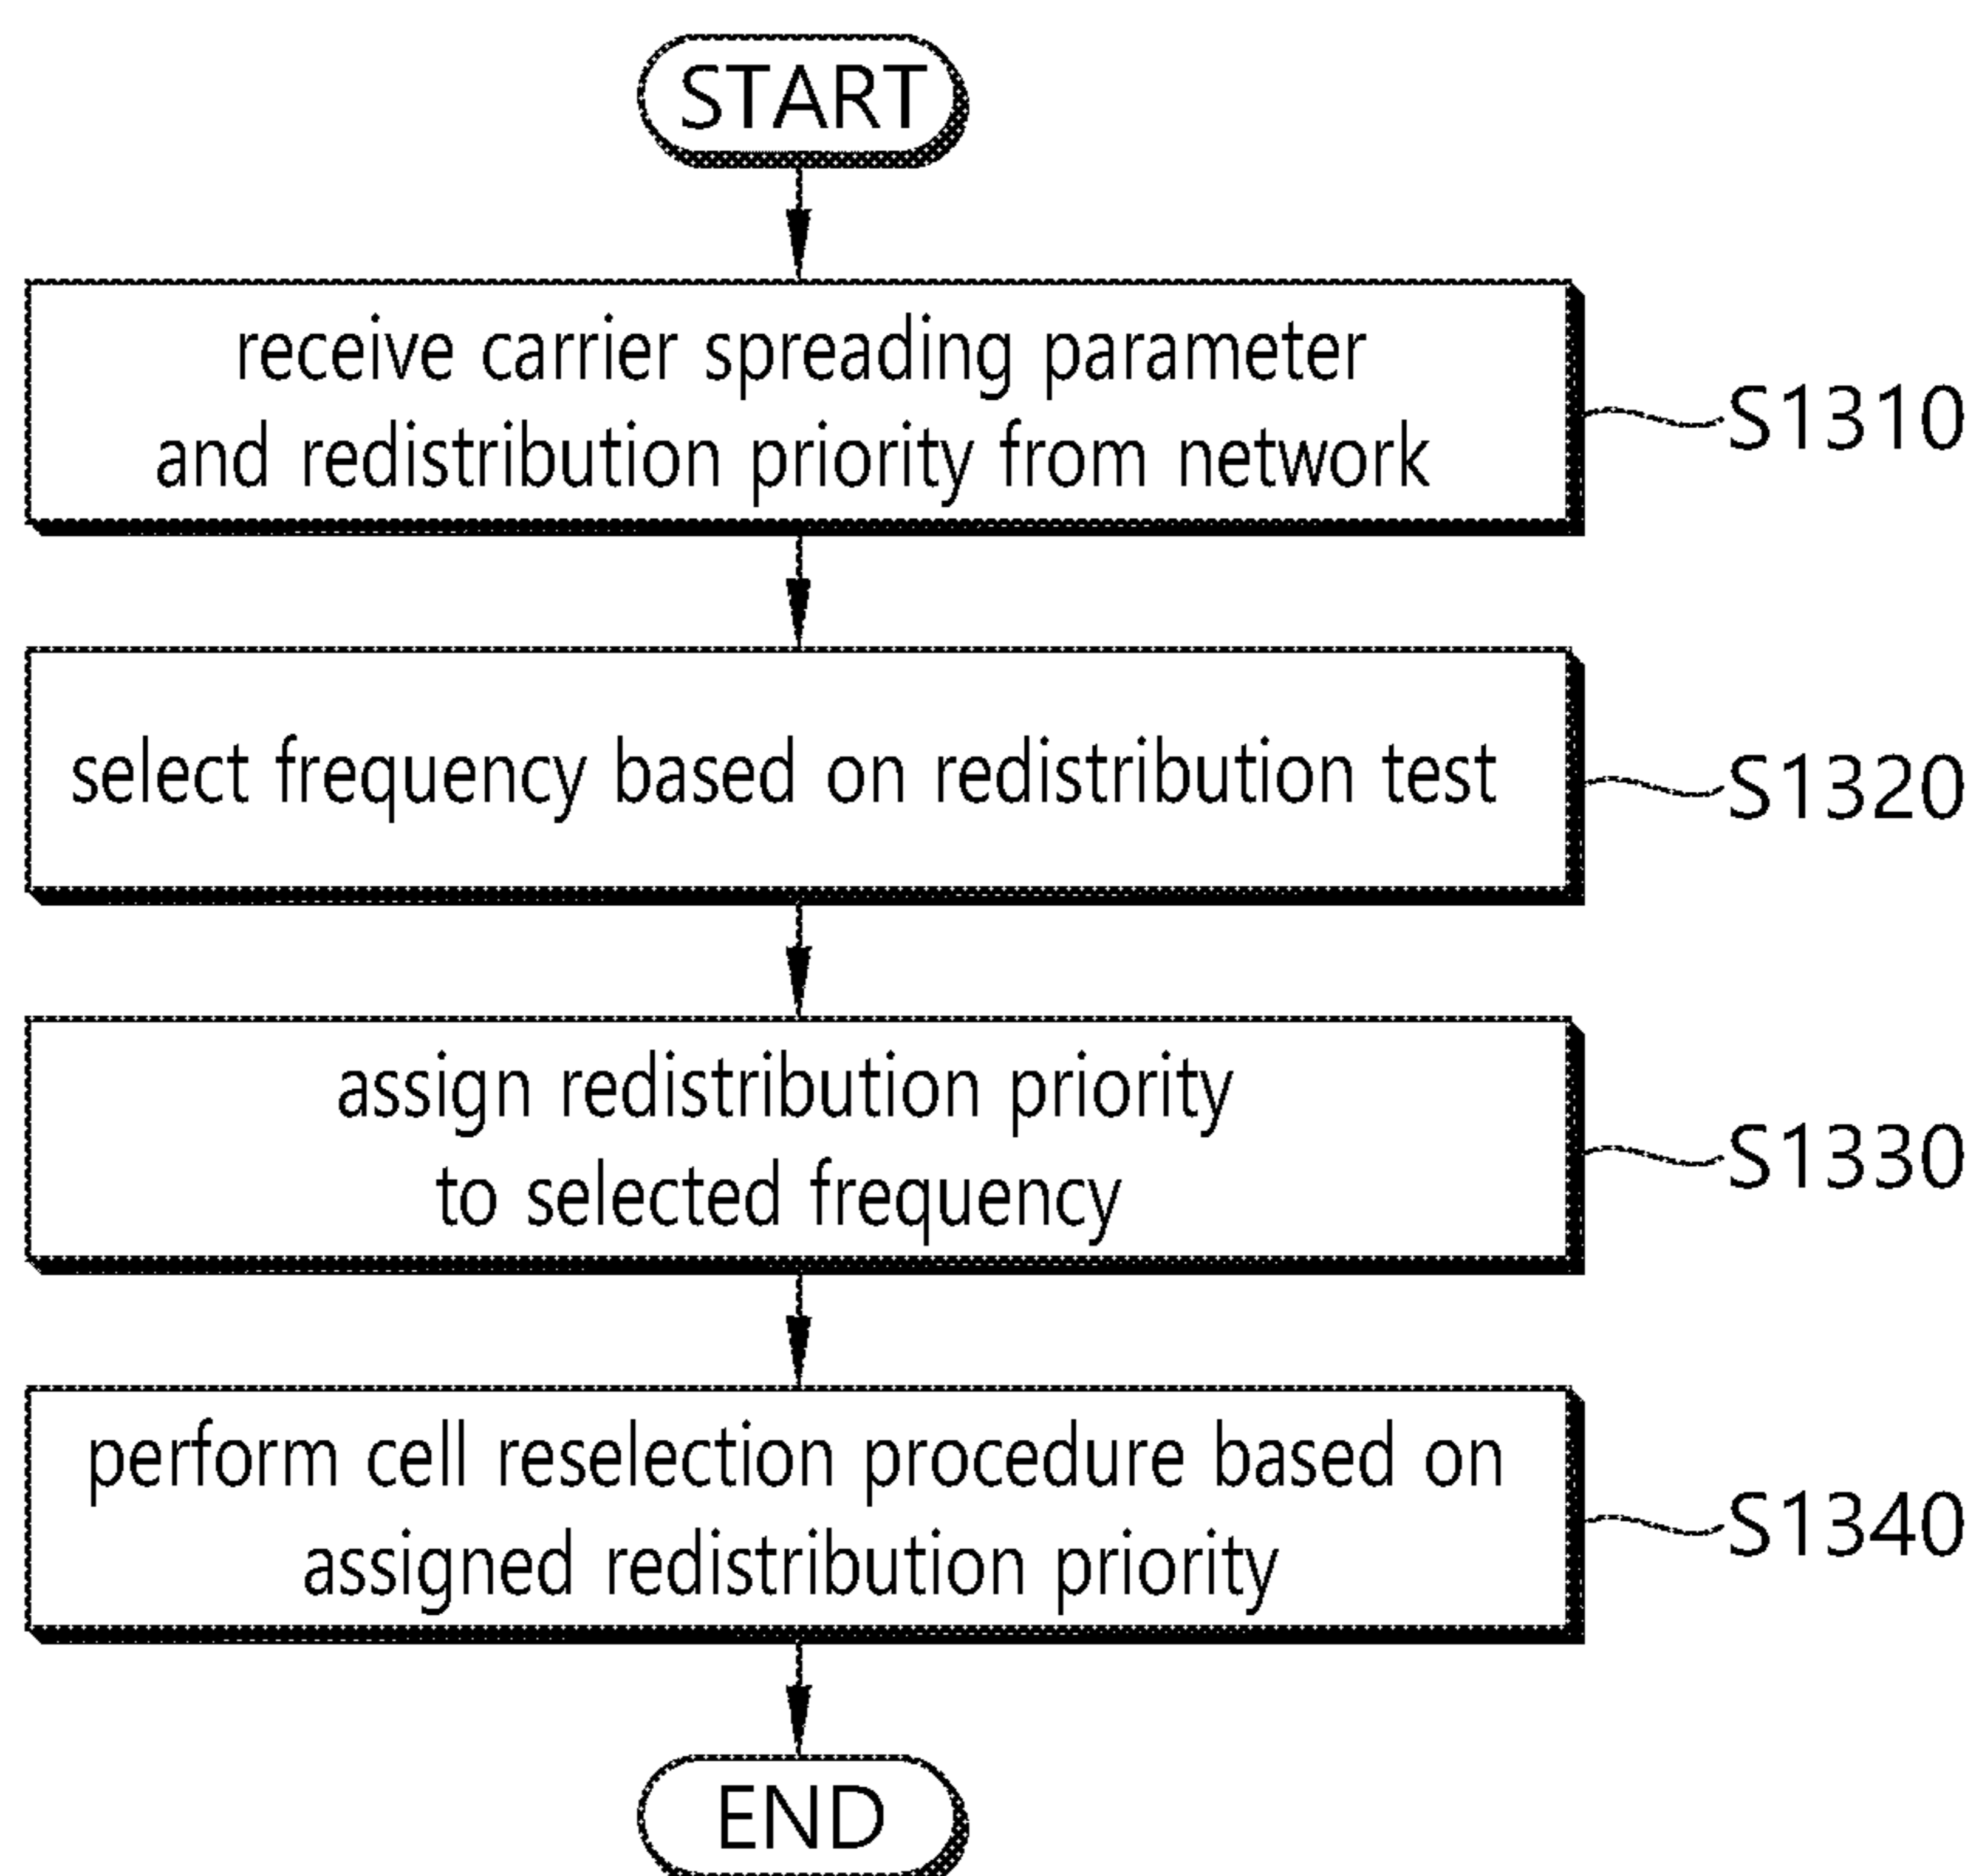 START
receive carrier spreading parameter
and redistribution priority from network
S1310
select frequency based on redistribution test
S1320
assign redistribution priority
to selected frequency
S1330
perform cell reselection procedure based on
assigned redistribution priority
S1340
END